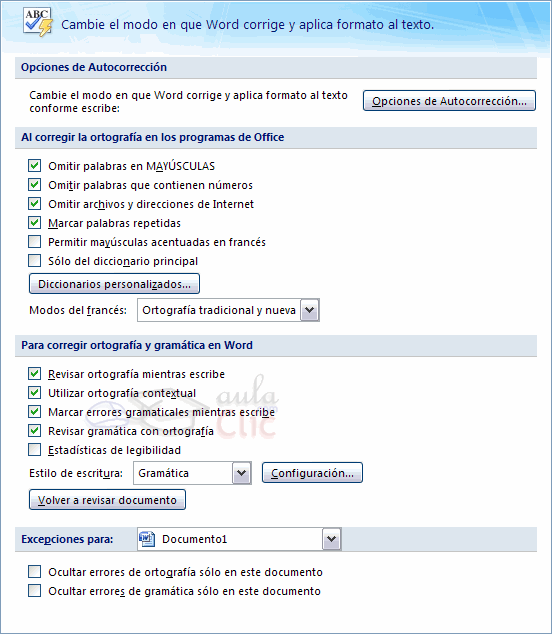 ABC
Cambie el modo en que Word corrige y aplica formato al texto.
Opciones de Autocorrección
Cambie el modo en que Word corrige y aplica formato al texto
conforme escribe:
Opciones de Autocorrección...
Al corregir la ortografía en los programas de Office
Omitir palabras en MAYÚSCULAS
Omitir palabras que contienen números
Omitir archivos y direcciones de Internet
Marcar palabras repetidas
Permitir mayúsculas acentuadas en francés
Sólo del diccionario principal
Diccionarios personalizados...
Modos del francés: Ortografía tradicional y nueva
Para corregir ortografía y gramática en Word
Revisar ortografía mientras escribe
Utilizar ortografía contextual
Marcar errores gramaticales mientras escribe
Revisar gramática con ortografía
aula
clic
Estadísticas de legibilidad
Estilo de escritura: Gramática Configuración...
Volver a revisar documento
Excepciones para: Documento1
Ocultar errores de ortografía sólo en este documento
Ocultar errores de gramática sólo en este documento